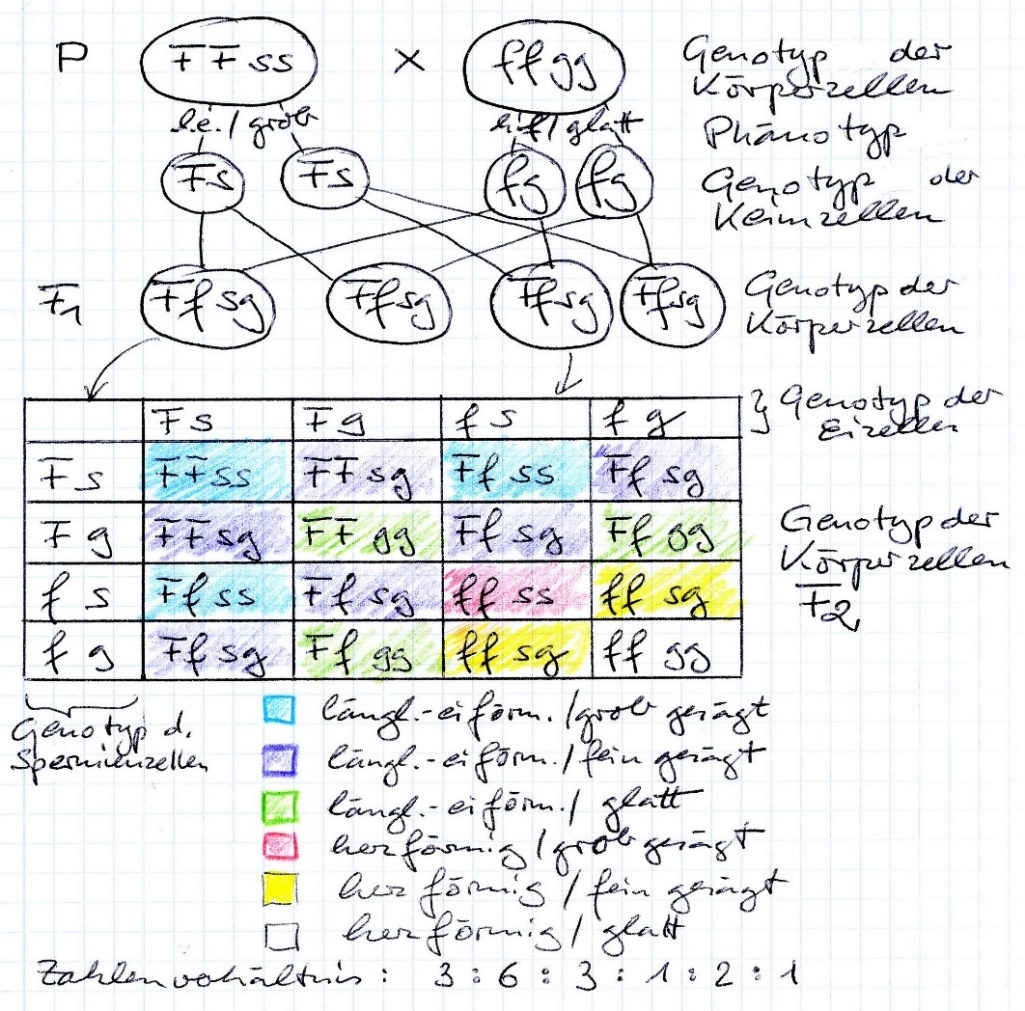 P FFss x ffgg Genotyp der
Körperzellen
l.e./grob h.f./glatt Phänotyp
Fs Fs fg fg Genotyp der
Keimzellen
F1 Ffsg Ffsg Ffsg Ffsg Genotyp der
Körperzellen
Fs Fg fs fg } Genotyp der
Eizellen
Fs FFss FFsg Ffss Ffsg
Fg FFsg FFgg Ffsg Ffgg Genotyp der
Körperzellen
fs Ffss Ffsg ffss ffsg F2
fg Ffsg Ffgg ffsg ffgg
Genotyp d.
Spermienzellen
längl.-eiförm./grob gesägt
längl.-eiförm./fein gesägt
längl.-eiförm./glatt
herzförmig/grob gesägt
herzförmig/fein gesägt
herzförmig/glatt
Zahlenverhältnis: 3:6:3:1:2:1